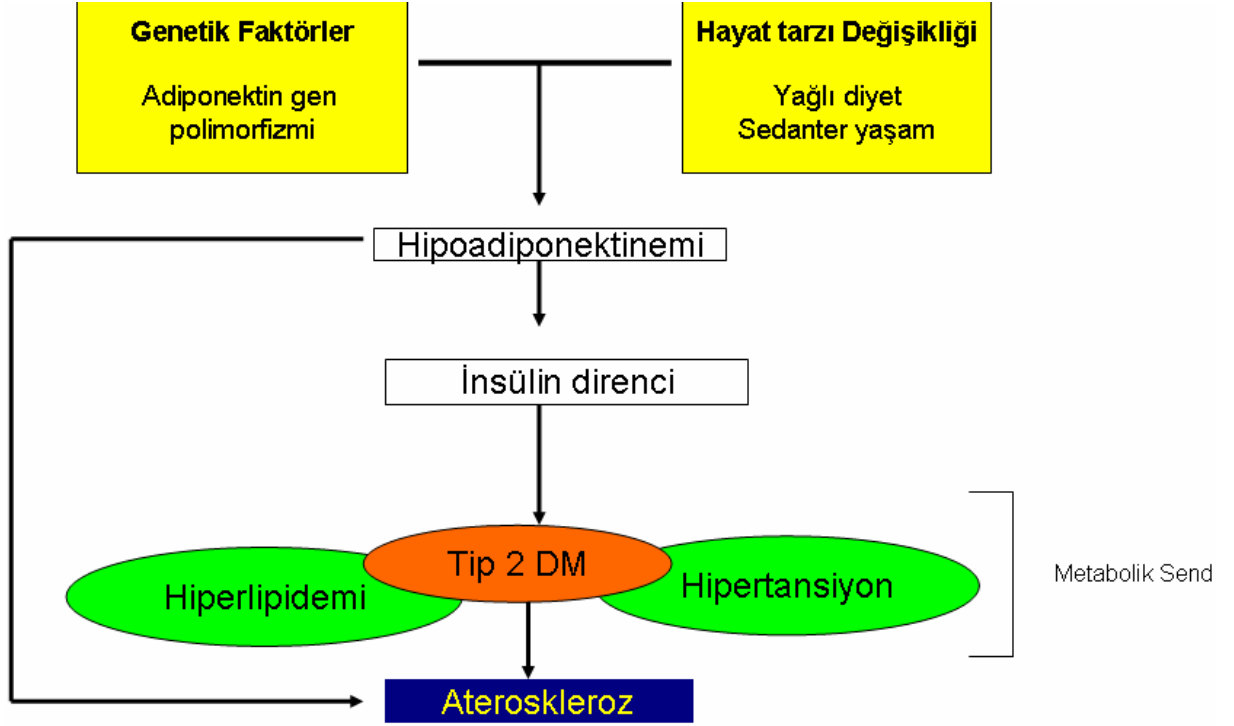 Genetik Faktörler
Adiponektin gen
polimorfizmi
Hayat tarzı Değişikliği
Yağlı diyet
Sedanter yaşam
Hipoadiponektinemi
İnsülin direnci
Tip 2 DM
Hiperlipidemi
Hipertansiyon
Metabolik Send
Ateroskleroz